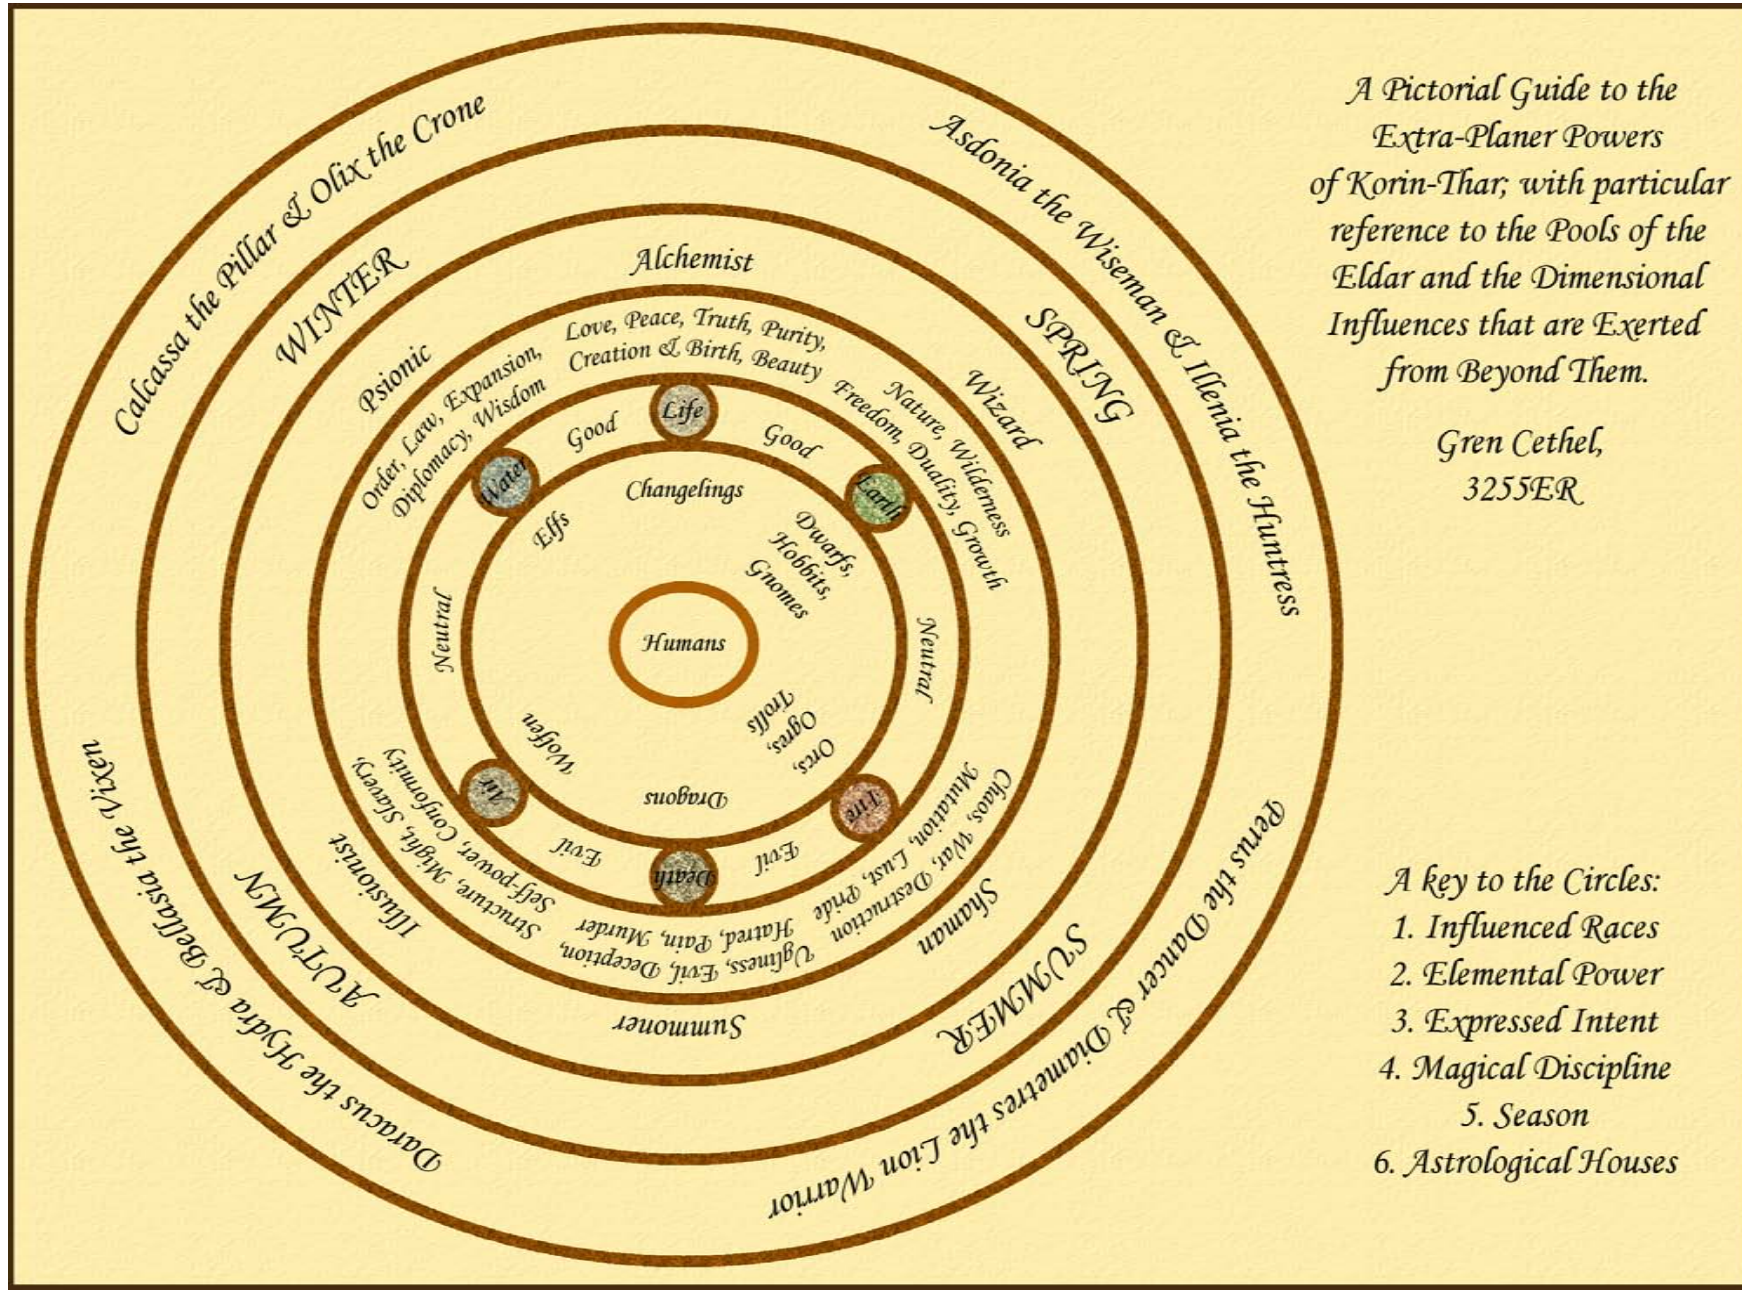 A Pictorial Guide to the
Extra-Planer Powers
of Korin-Thar; with particular
reference to the Pools of the
Eldar and the Dimensional
Influences that are Exerted
from Beyond Them.
Gren Cethel,
3255ER
Calcassa the Pillar & Olix the Crone
Asdonia the Wiseman & Illenia the Huntress
Perus the Dancer & Diametres the Lion Warrior
Daracus the Hydra & Bellasia the Vixen
WINTER
SPRING
SUMMER
AUTUMN
Psionic
Alchemist
Wizard
Shaman
Summoner
Illusionist
Order, Law, Expansion,
Diplomacy, Wisdom
Love, Peace, Truth, Purity,
Creation & Birth, Beauty
Nature, Wilderness
Freedom, Duality, Growth
Chaos, War, Destruction
Mutation, Lust, Pride
Hatred, Pain, Murder
Ugliness, Evil, Deception,
Self-power, Conformity
Structure, Might, Slavery,
Water
Good
Life
Good
Earth
Neutral
Fire
Evil
Death
Evil
Air
Neutral
Elfs
Changelings
Dwarfs,
Hobbits,
Gnomes
Orcs,
Ogres,
Trolls
Dragons
Wolfen
Humans
A key to the Circles:
1. Influenced Races
2. Elemental Power
3. Expressed Intent
4. Magical Discipline
5. Season
6. Astrological Houses